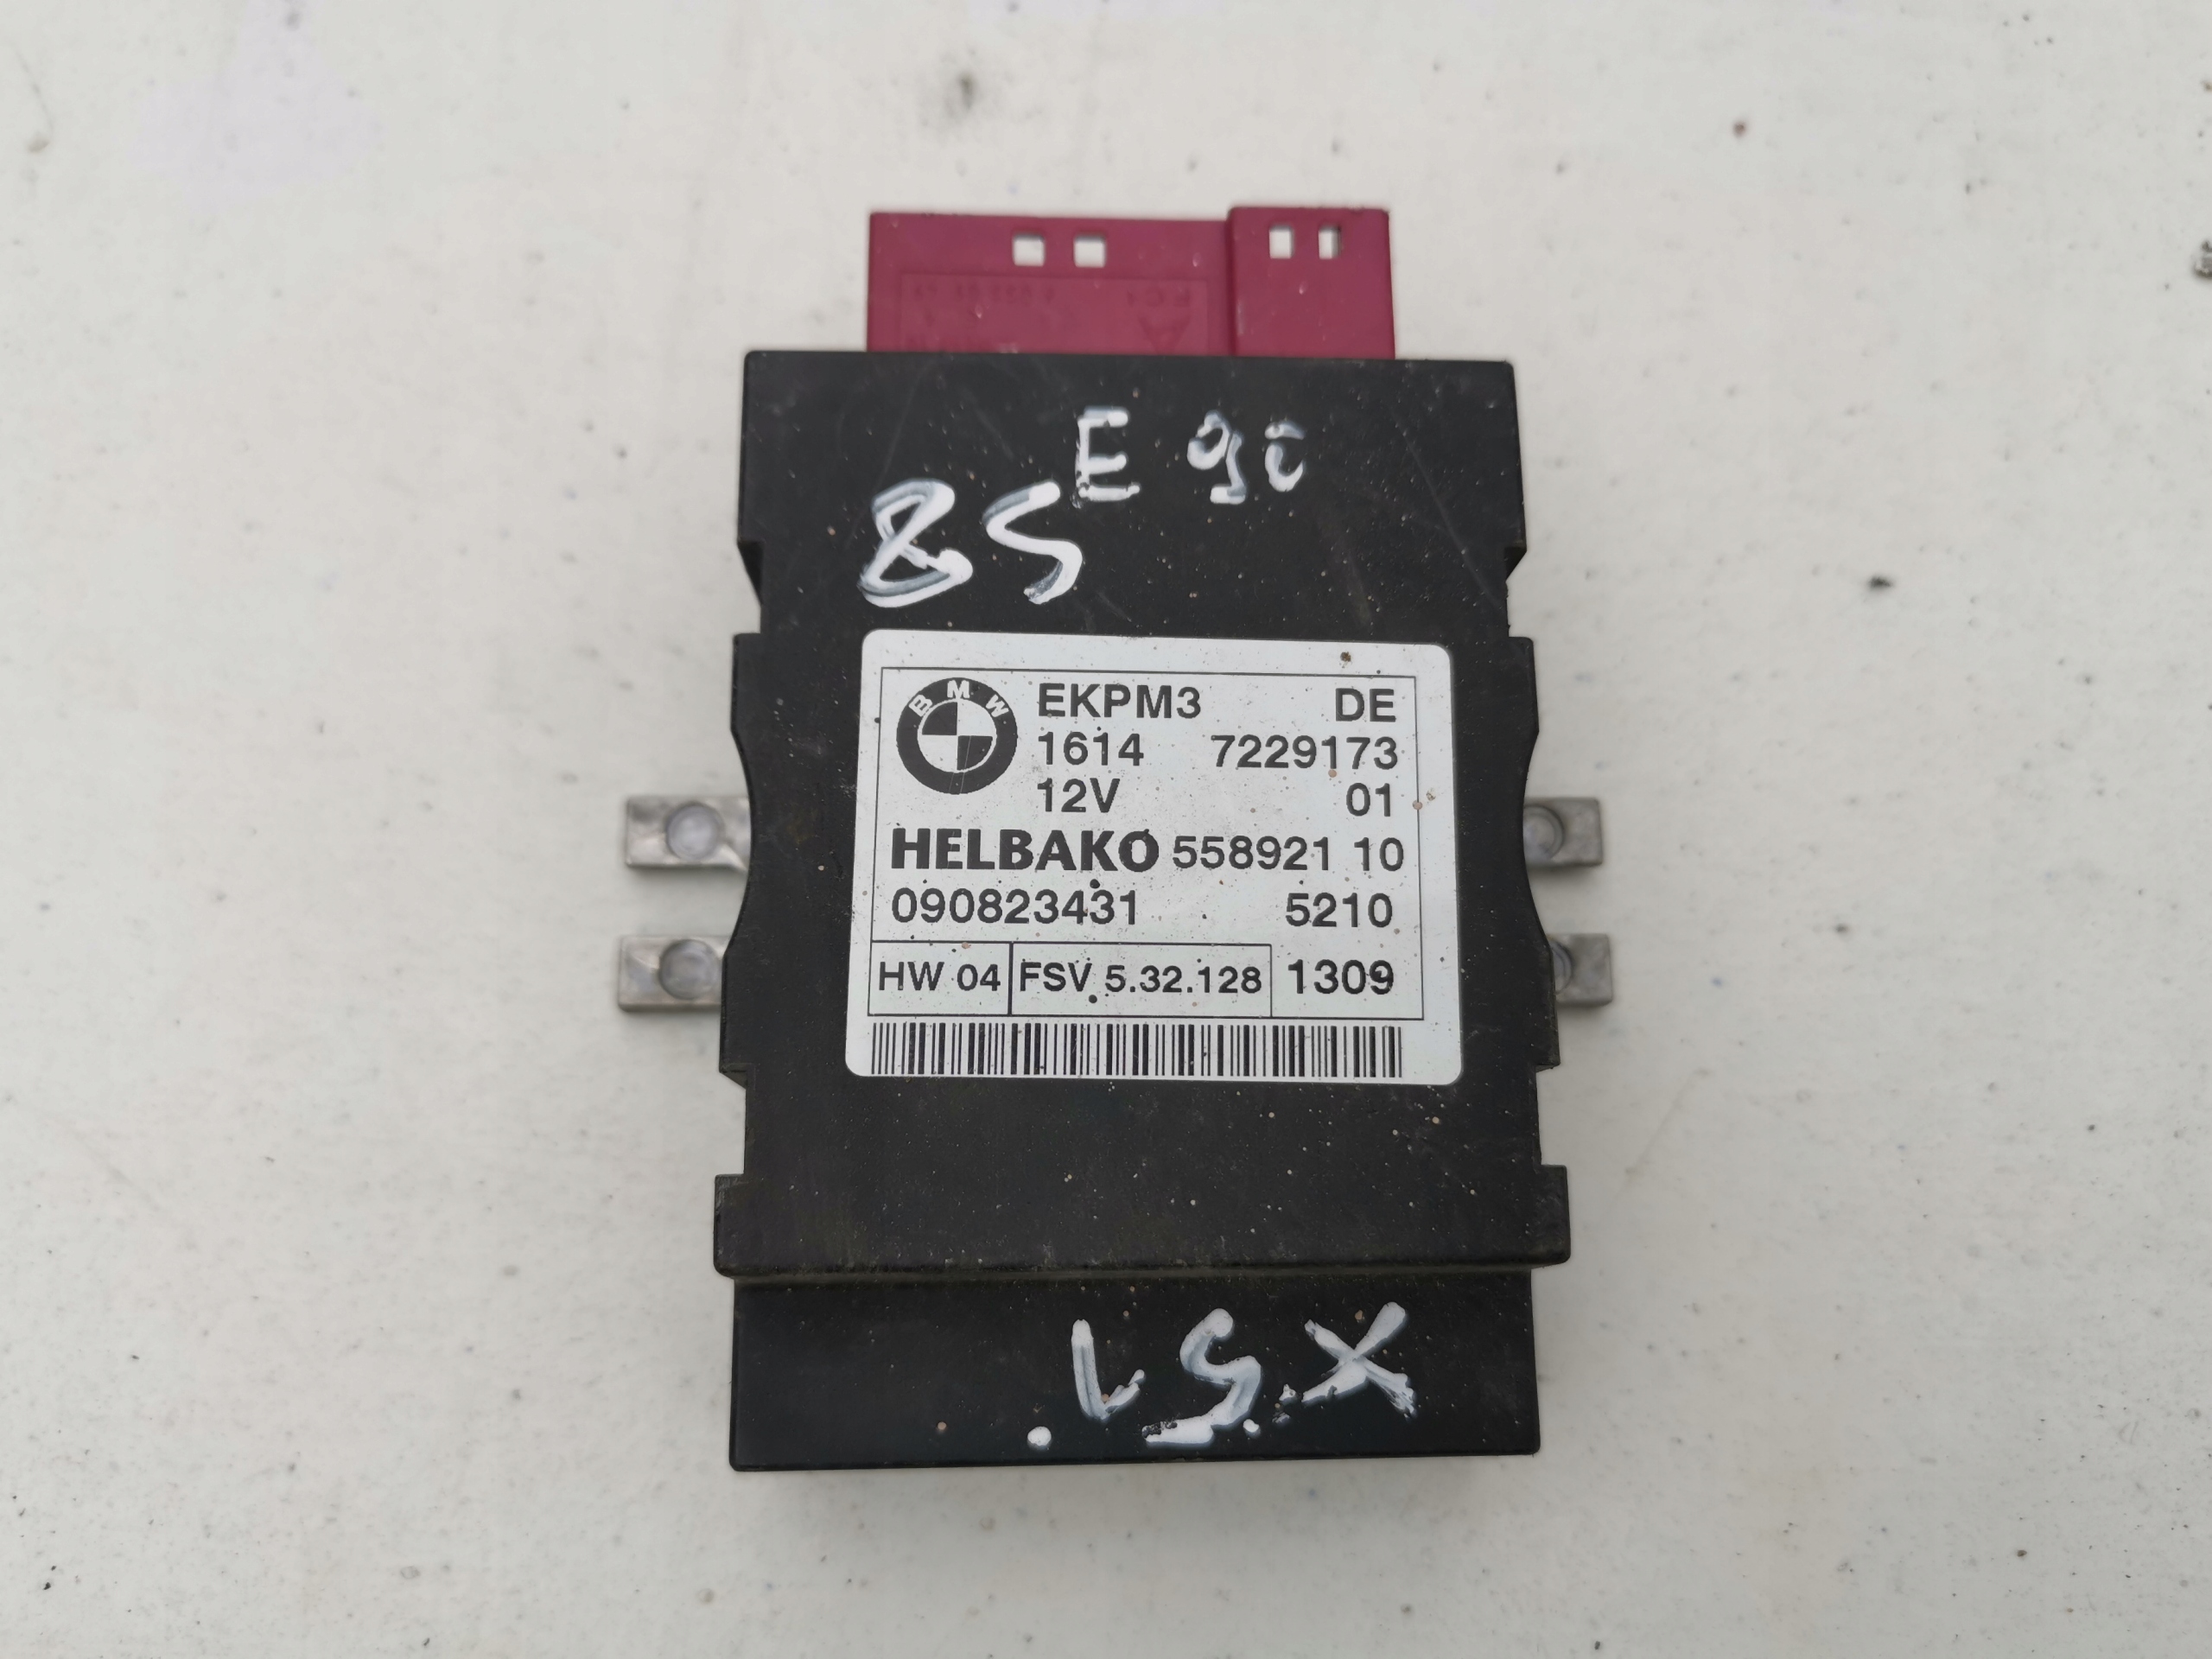 E 90
85
BMW
EKPM3 DE
1614 7229173
12V 01
HELBAKO 558921 10
090823431 5210
HW 04 FSV 5.32.128 1309